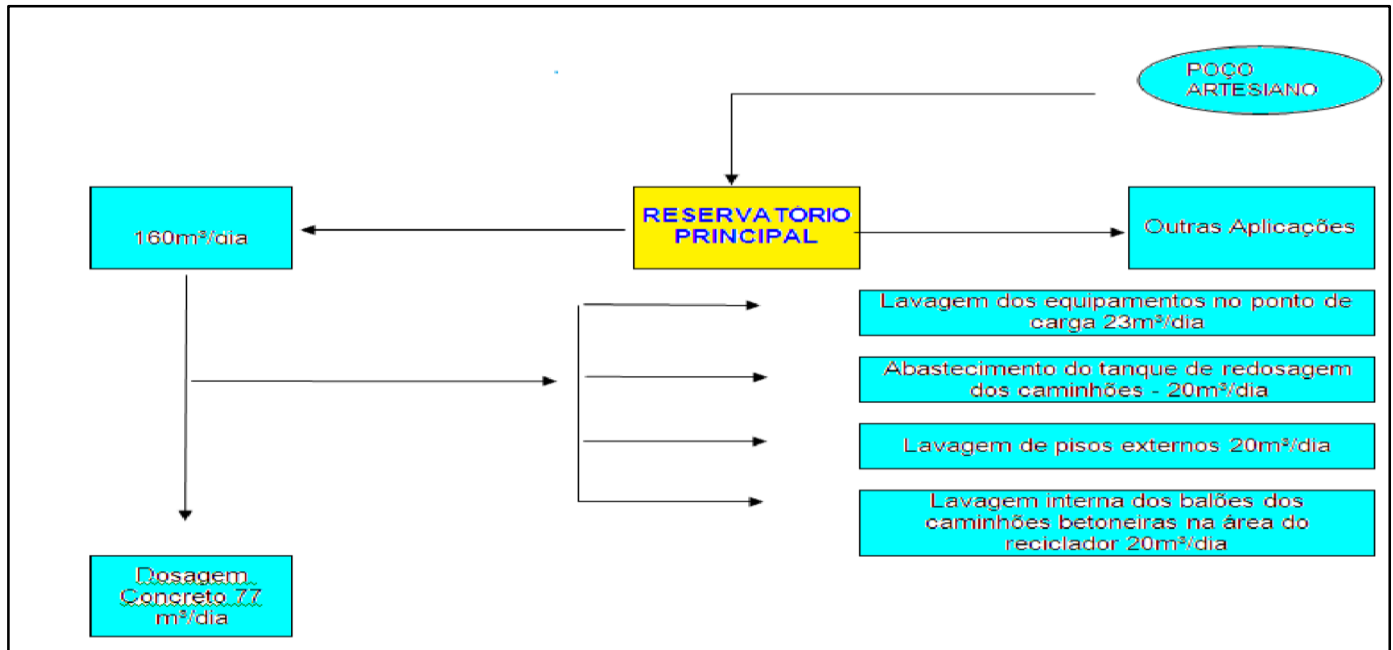 POÇO
ARTESIANO
160m³/dia
RESERVATÓRIO
PRINCIPAL
Outras Aplicações
Lavagem dos equipamentos no ponto de
carga 23m³/dia
Abastecimento do tanque de redosagem
dos caminhões - 20m³/dia
Lavagem de pisos externos 20m³/dia
Lavagem interna dos balões dos
caminhões betoneiras na área do
reciclador 20m³/dia
Dosagem
Concreto 77
m³/dia